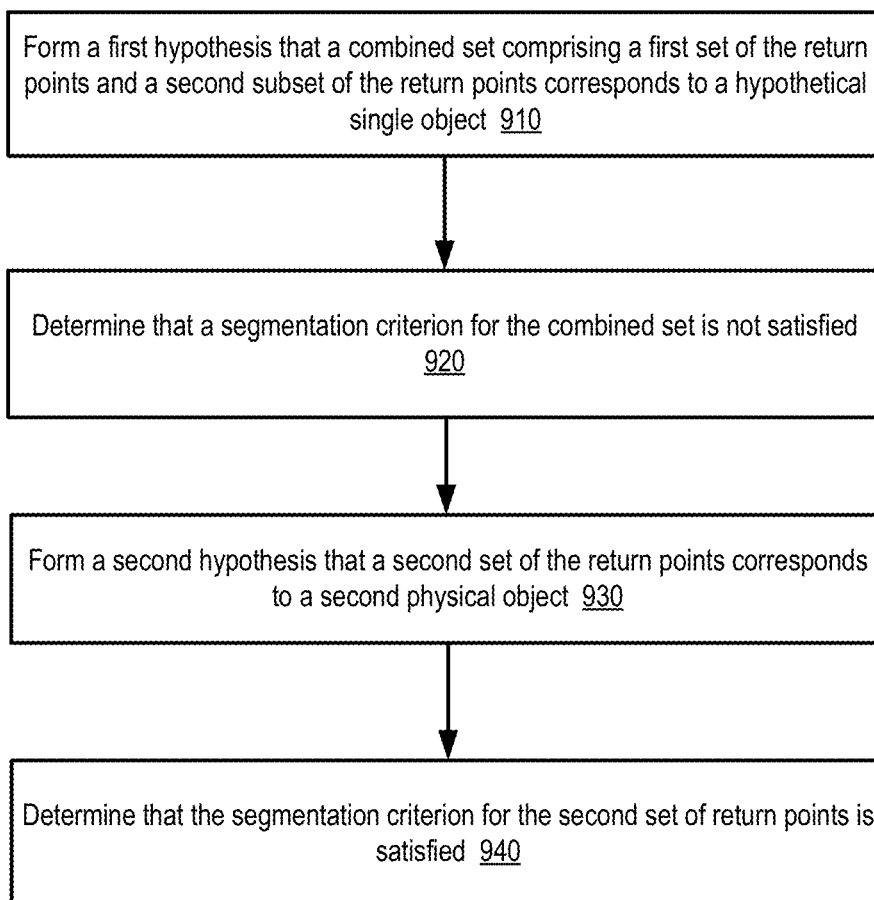 Form a first hypothesis that a combined set comprising a first set of the return
points and a second subset of the return points corresponds to a hypothetical
single object 910
Determine that a segmentation criterion for the combined set is not satisfied
920
Form a second hypothesis that a second set of the return points corresponds
to a second physical object 930
Determine that the segmentation criterion for the second set of return points is
satisfied 940